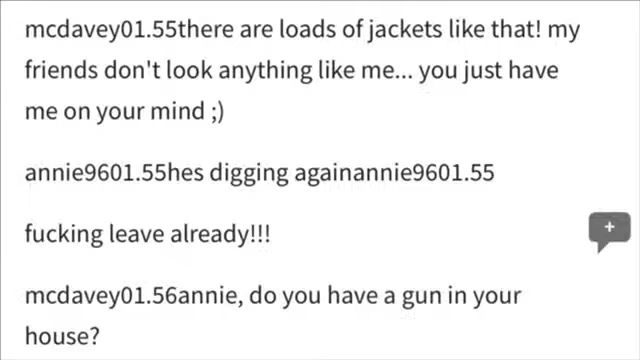 mcdavey01.55there are loads of jackets like that! my
friends don't look anything like me... you just have
me on your mind ;)
annie9601.55hes digging againannie9601.55
fucking leave already!!!
mcdavey01.56annie, do you have a gun in your
house?